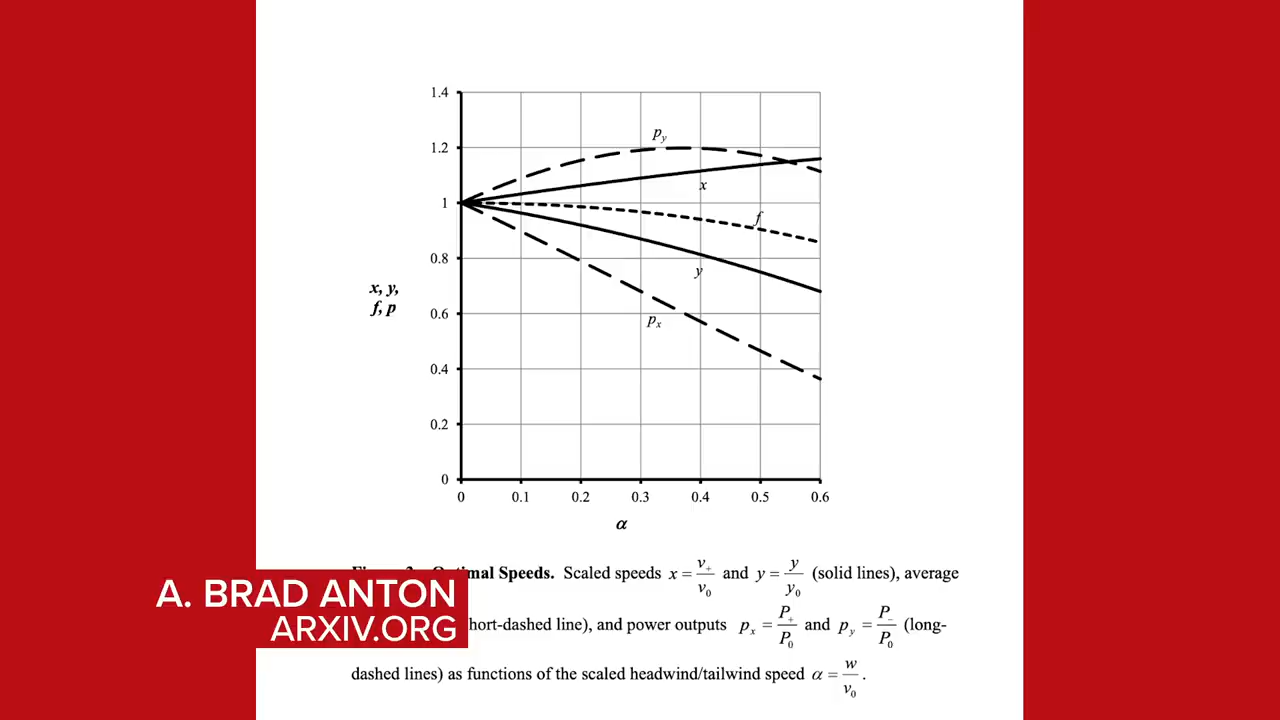 1.4
1.2
1
0.8
0.6
0.4
0.2
0
p_y
x
f
y
p_x
x, y,
f, p
0 0.1 0.2 0.3 0.4 0.5 0.6
α
Optimal Speeds. Scaled speeds x = v₊/v₀ and y = y/y₀ (solid lines), average
hort-dashed line), and power outputs p_x = P₊/P₀ and p_y = P₋/P₀ (long-
dashed lines) as functions of the scaled headwind/tailwind speed α = w/v₀.
A. BRAD ANTON
ARXIV.ORG